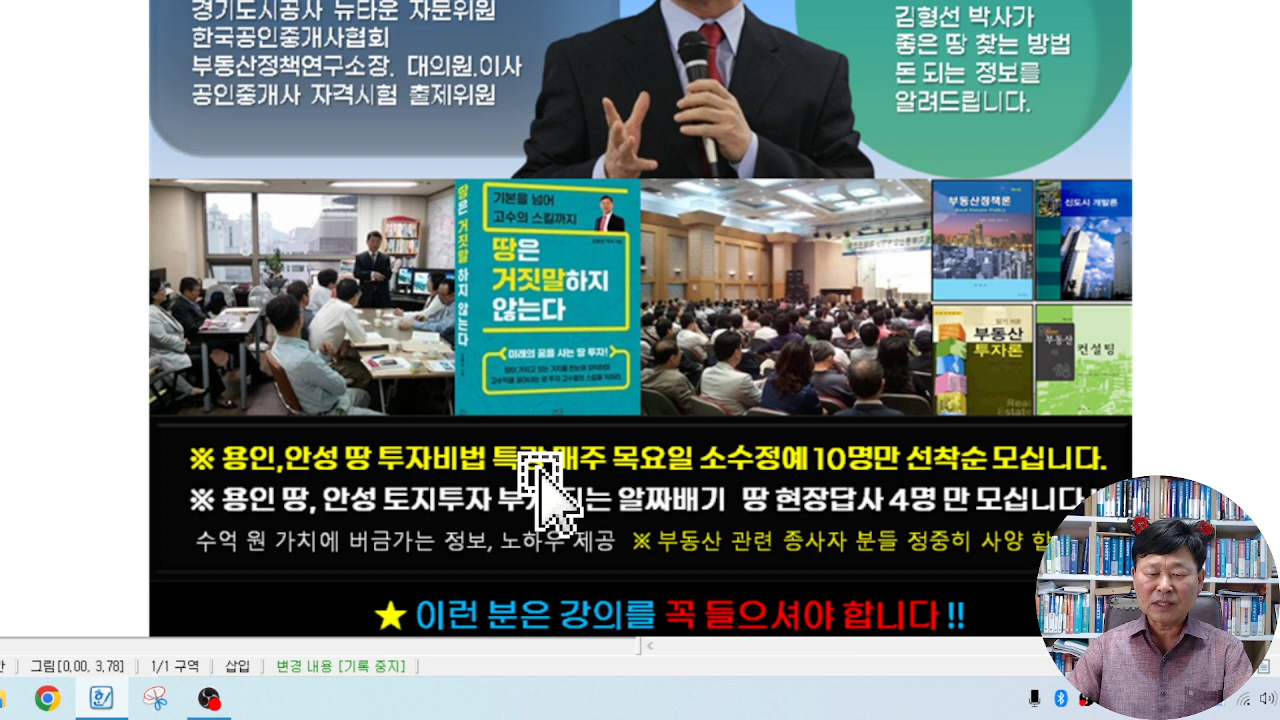 경기도시공사 뉴타운 자문위원
한국공인중개사협회
부동산정책연구소장. 대의원.이사
공인중개사 자격시험 출제위원
김형선 박사가
좋은 땅 찾는 방법
돈 되는 정보를
알려드립니다.
땅은 거짓말하지 않는다
기본을 넘어
고수의 스킬까지
땅은
거짓말하지
않는다
미래의 꿈을 사는 땅 투자!
부동산정책론
Real Estate Policy
신도시 개발론
부동산
투자론
Real
Estate
부동산
컨설팅
※ 용인,안성 땅 투자비법 특강 매주 목요일 소수정예 10명만 선착순 모십니다.
※ 용인 땅, 안성 토지투자 부자되는 알짜배기 땅 현장답사 4명 만 모십니다
수억 원 가치에 버금가는 정보, 노하우 제공 ※ 부동산 관련 종사자 분들 정중히 사양 합
★ 이런 분은 강의를 꼭 들으셔야 합니다 !!
그림[0.00, 3.78] 1/1 구역 삽입 변경 내용 [기록 중지]